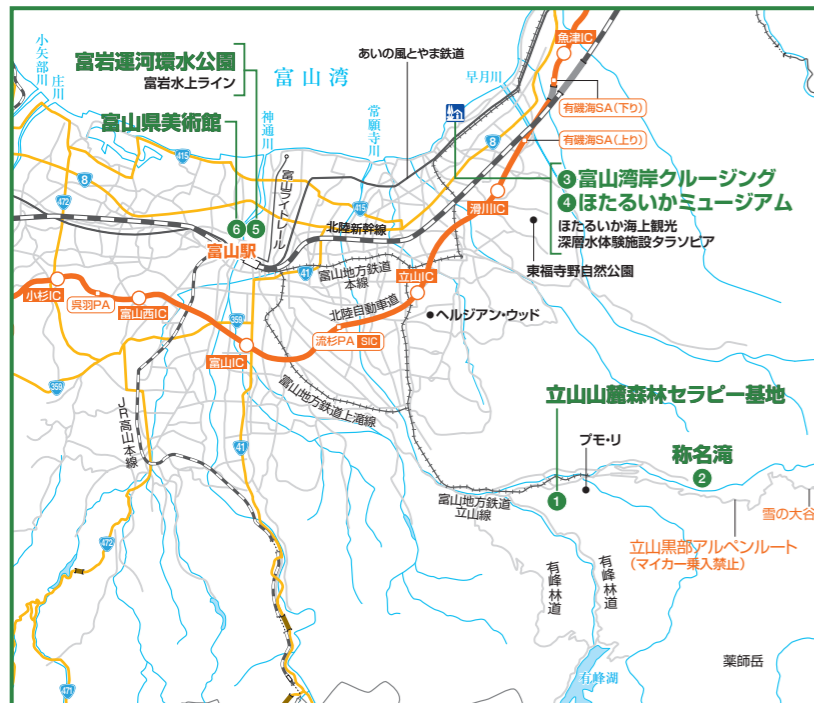 小矢部川
庄川
富岩運河環水公園
富岩水上ライン
富山湾
あいの風とやま鉄道
早月川
魚津IC
有磯海SA(下り)
有磯海SA(上り)
富山県美術館
神通川
常願寺川
415
8
472
富山ライトレール
415
8
❸富山湾岸クルージング
❹ほたるいかミュージアム
ほたるいか海上観光
深層水体験施設タラソピア
滑川IC
東福寺野自然公園
❻ ❺
富山駅
北陸新幹線
41
富山地方鉄道
本線
立山IC
小杉IC
呉羽PA
富山西IC
359
北陸自動車道
ヘルジアン・ウッド
富山IC
流杉PA SIC
359
JR高山本線
富山地方鉄道上滝線
41
立山山麓森林セラピー基地
プモ・リ
称名滝
❷
❶
富山地方鉄道
立山線
雪の大谷
立山黒部アルペンルート
(マイカー乗入禁止)
472
有峰林道
有峰林道
薬師岳
有峰湖
471